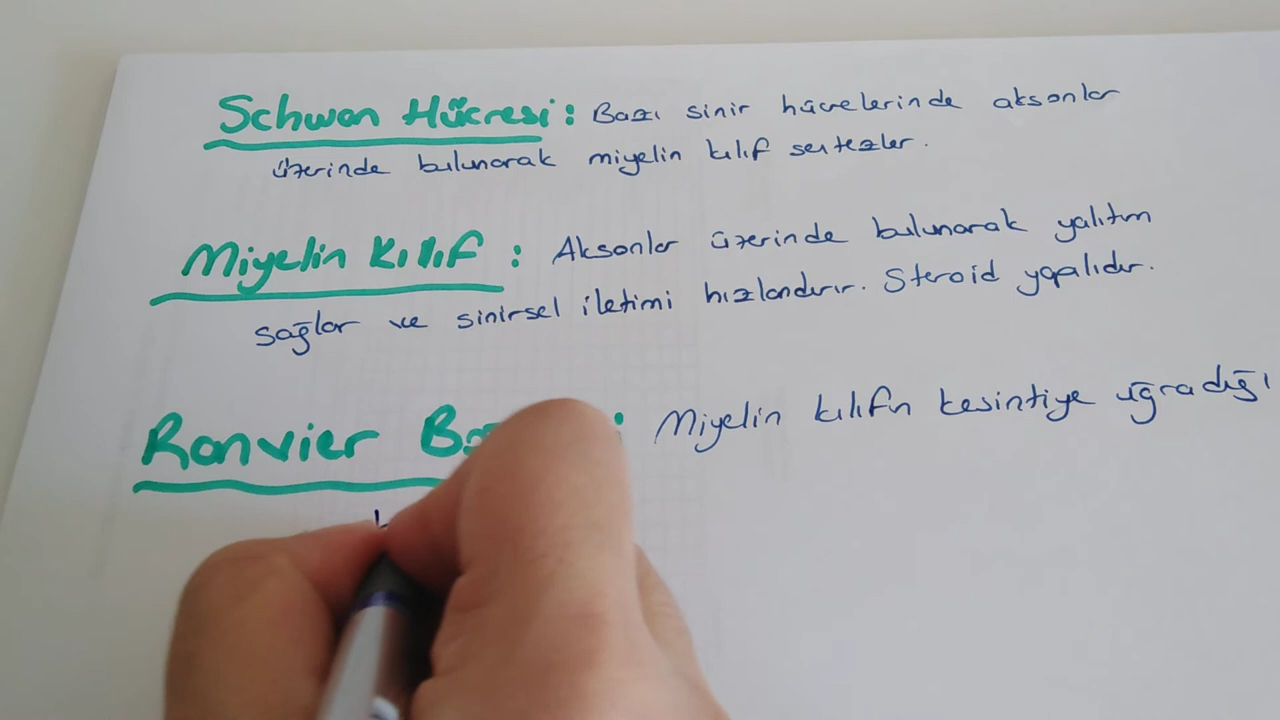 Schwan Hücresi: Bazı sinir hücrelerinde aksonlar
üzerinde bulunarak miyelin kılıf sentezler.
Miyelin Kılıf : Aksonlar üzerinde bulunarak yalıtım
sağlar ve sinirsel iletimi hızlandırır. Steroid yapılıdır.
Ranvier : Miyelin kılıfın kesintiye uğradığı